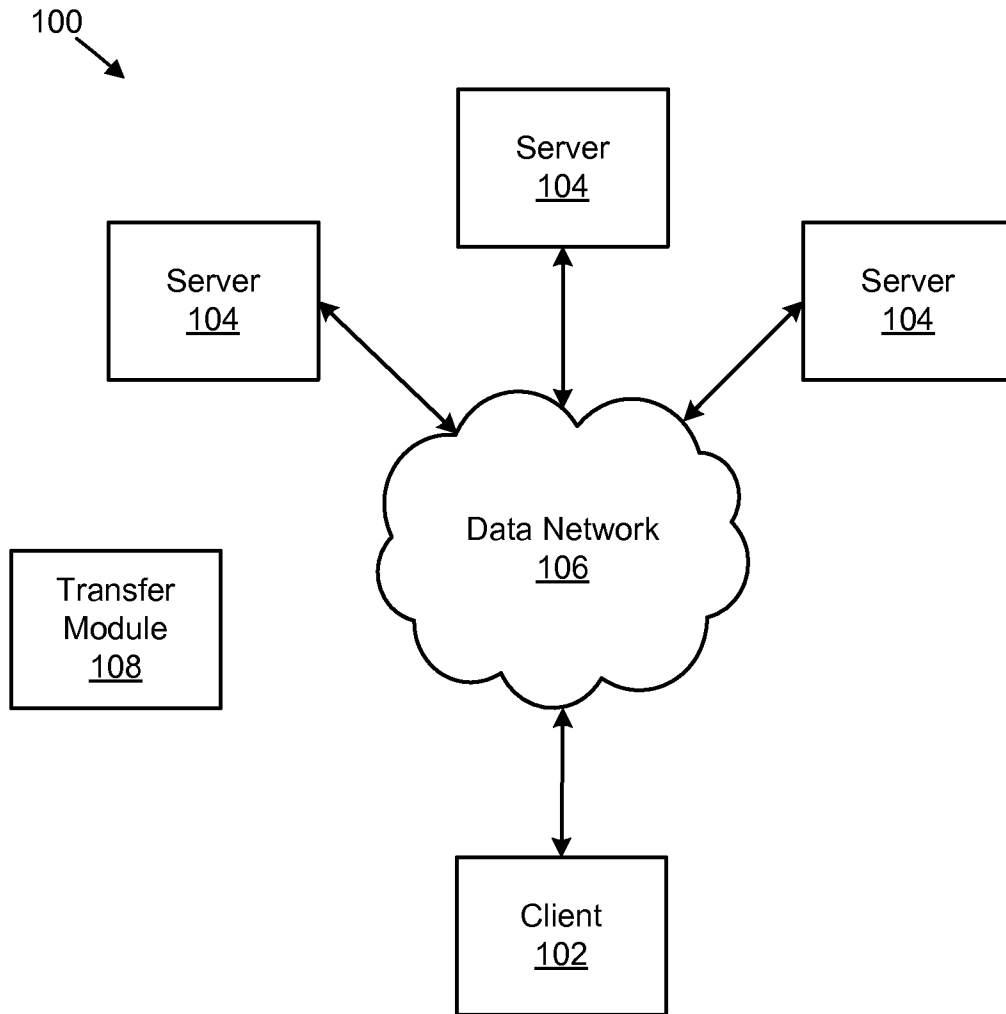 100
Server
104
Server
104
Server
104
Data Network
106
Transfer
Module
108
Client
102